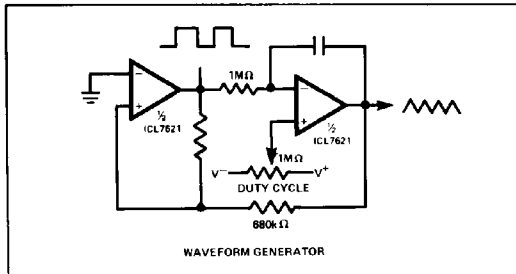 1MΩ
−
+
½
ICL7621
−
+
½
ICL7621
1MΩ
V−
V+
DUTY CYCLE
680kΩ
WAVEFORM GENERATOR